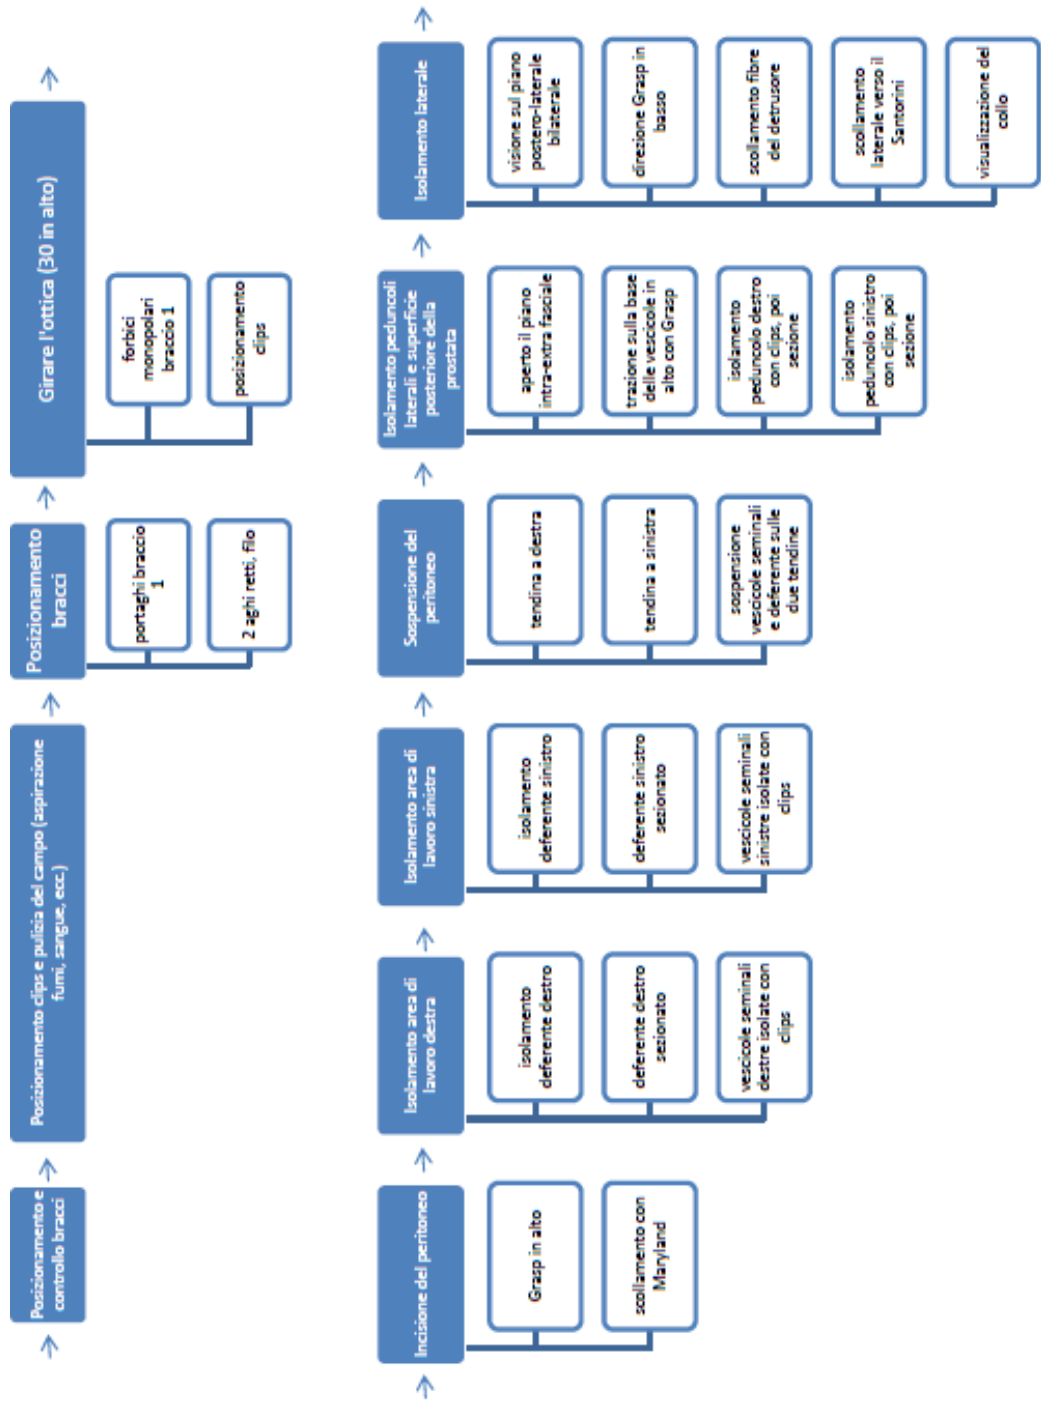 Posizionamento e
controllo bracci
Posizionamento clips e pulizia del campo (aspirazione
fumi, sangue, ecc.)
Posizionamento
bracci
portaghi braccio
1
2 aghi retti, filo
Girare l'ottica (30 in alto)
forbici
monopolari
braccio 1
posizionamento
clips
Incisione del peritoneo
Grasp in alto
scollamento con
Maryland
Isolamento area di
lavoro destra
isolamento
deferente destro
deferente destro
sezionato
vescicole seminali
destre isolate con
clips
Isolamento area di
lavoro sinistra
isolamento
deferente sinistro
deferente sinistro
sezionato
vescicole seminali
sinistre isolate con
clips
Sospensione del
peritoneo
tendina a destra
tendina a sinistra
sospensione
vescicole seminali
e deferente sulle
due tendine
Isolamento peduncoli
laterali e superficie
posteriore della
prostata
aperto il piano
intra-extra fasciale
trazione sulla base
delle vescicole in
alto con Grasp
isolamento
peduncolo destro
con clips, poi
sezione
isolamento
peduncolo sinistro
con clips, poi
sezione
Isolamento laterale
visione sul piano
postero-laterale
bilaterale
direzione Grasp in
basso
scollamento fibre
del detrusore
scollamento
laterale verso il
Santorini
visualizzazione del
collo